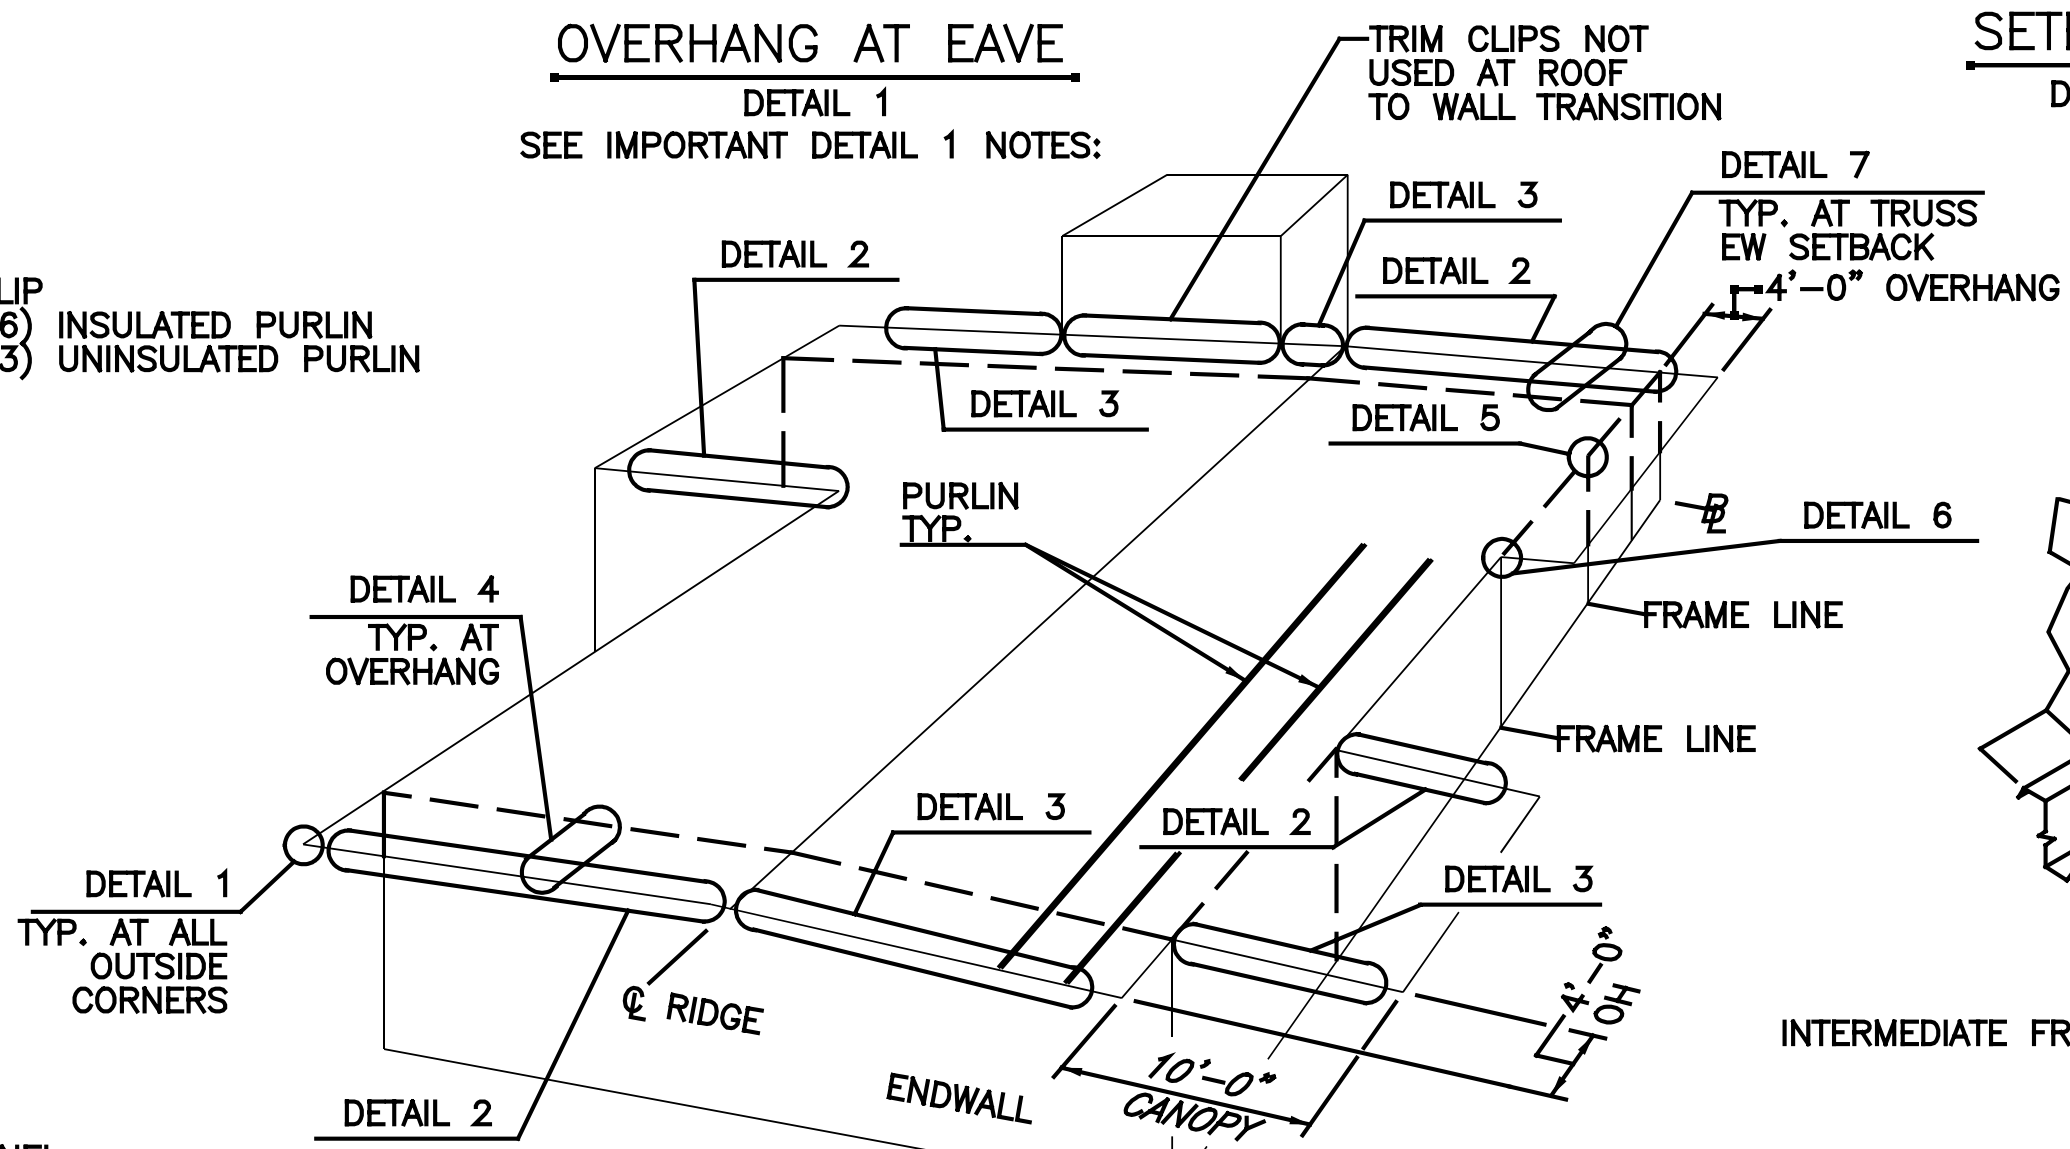 OVERHANG AT EAVE
DETAIL 1
SEE IMPORTANT DETAIL 1 NOTES:
TRIM CLIPS NOT
USED AT ROOF
TO WALL TRANSITION
DETAIL 7
TYP. AT TRUSS
EW SETBACK
4'-0" OVERHANG
DETAIL 3
DETAIL 2
DETAIL 2
LIP
6) INSULATED PURLIN
3) UNINSULATED PURLIN
DETAIL 3
DETAIL 5
PURLIN
TYP.
BL
DETAIL 6
DETAIL 4
TYP. AT
OVERHANG
FRAME LINE
FRAME LINE
DETAIL 3
DETAIL 2
DETAIL 3
DETAIL 1
TYP. AT ALL
OUTSIDE
CORNERS
CL RIDGE
4'-0"
OH
INTERMEDIATE FR
10'-0"
CANOPY
ENDWALL
DETAIL 2